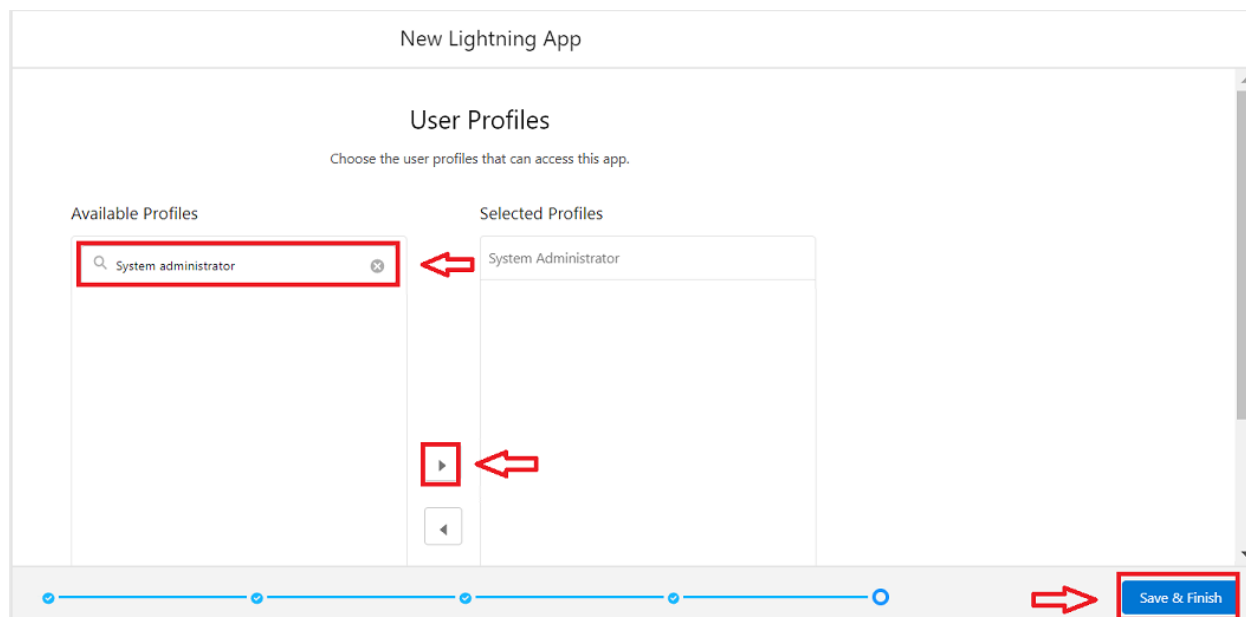 New Lightning App
User Profiles
Choose the user profiles that can access this app.
Available Profiles
Selected Profiles
System administrator
System Administrator
Save & Finish